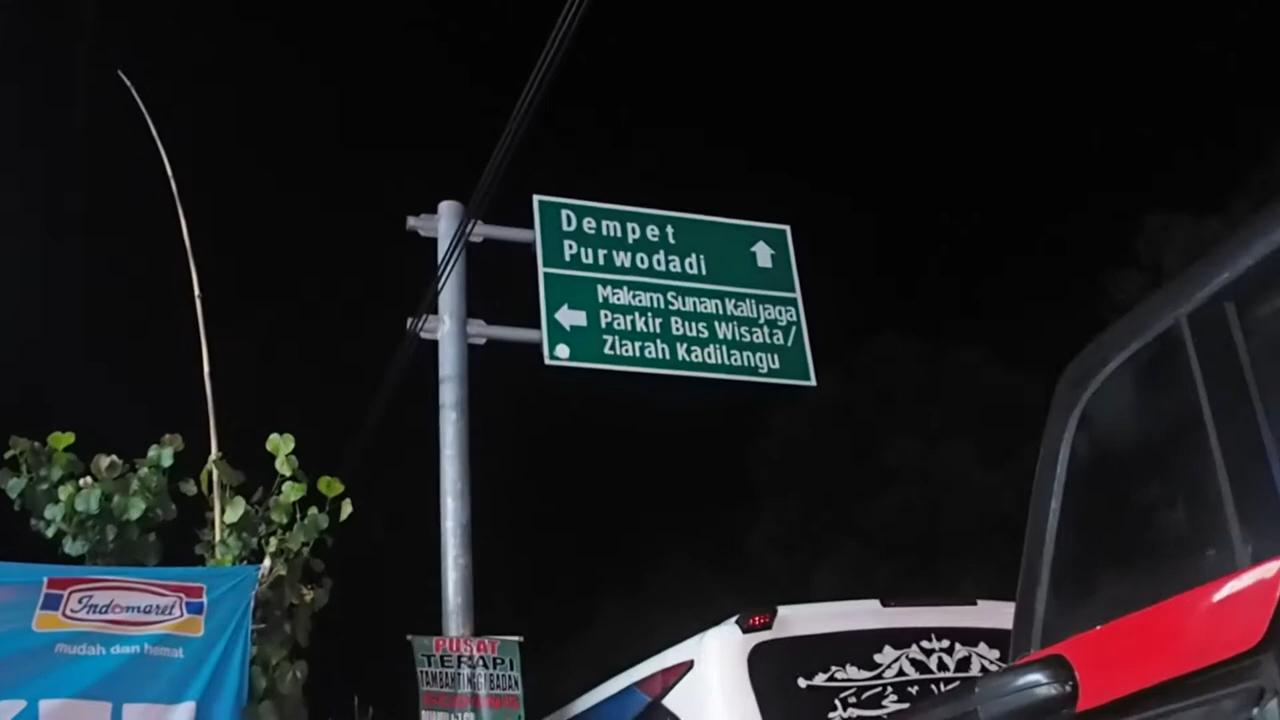 Dempet
Purwodadi
Makam Sunan Kalijaga
Parkir Bus Wisata/
Ziarah Kadilangu
Indomaret
mudah dan hemat
PUSAT
TERAPI
TAMBAH TINGGI BADAN
محمد